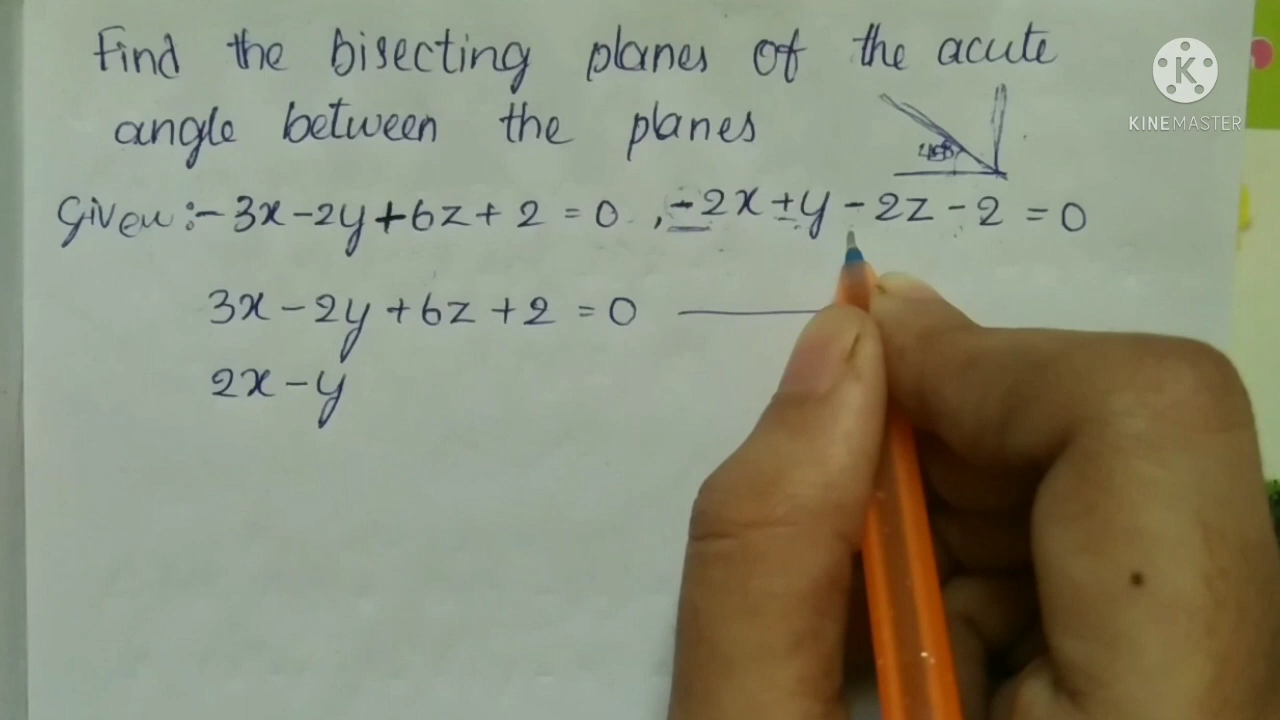 Find the bisecting planes of the acute
angle between the planes
K
KINEMASTER
45°
Given:- 3x-2y+6z+2=0, -2x+y-2z-2=0
3x-2y+6z+2=0
2x-y